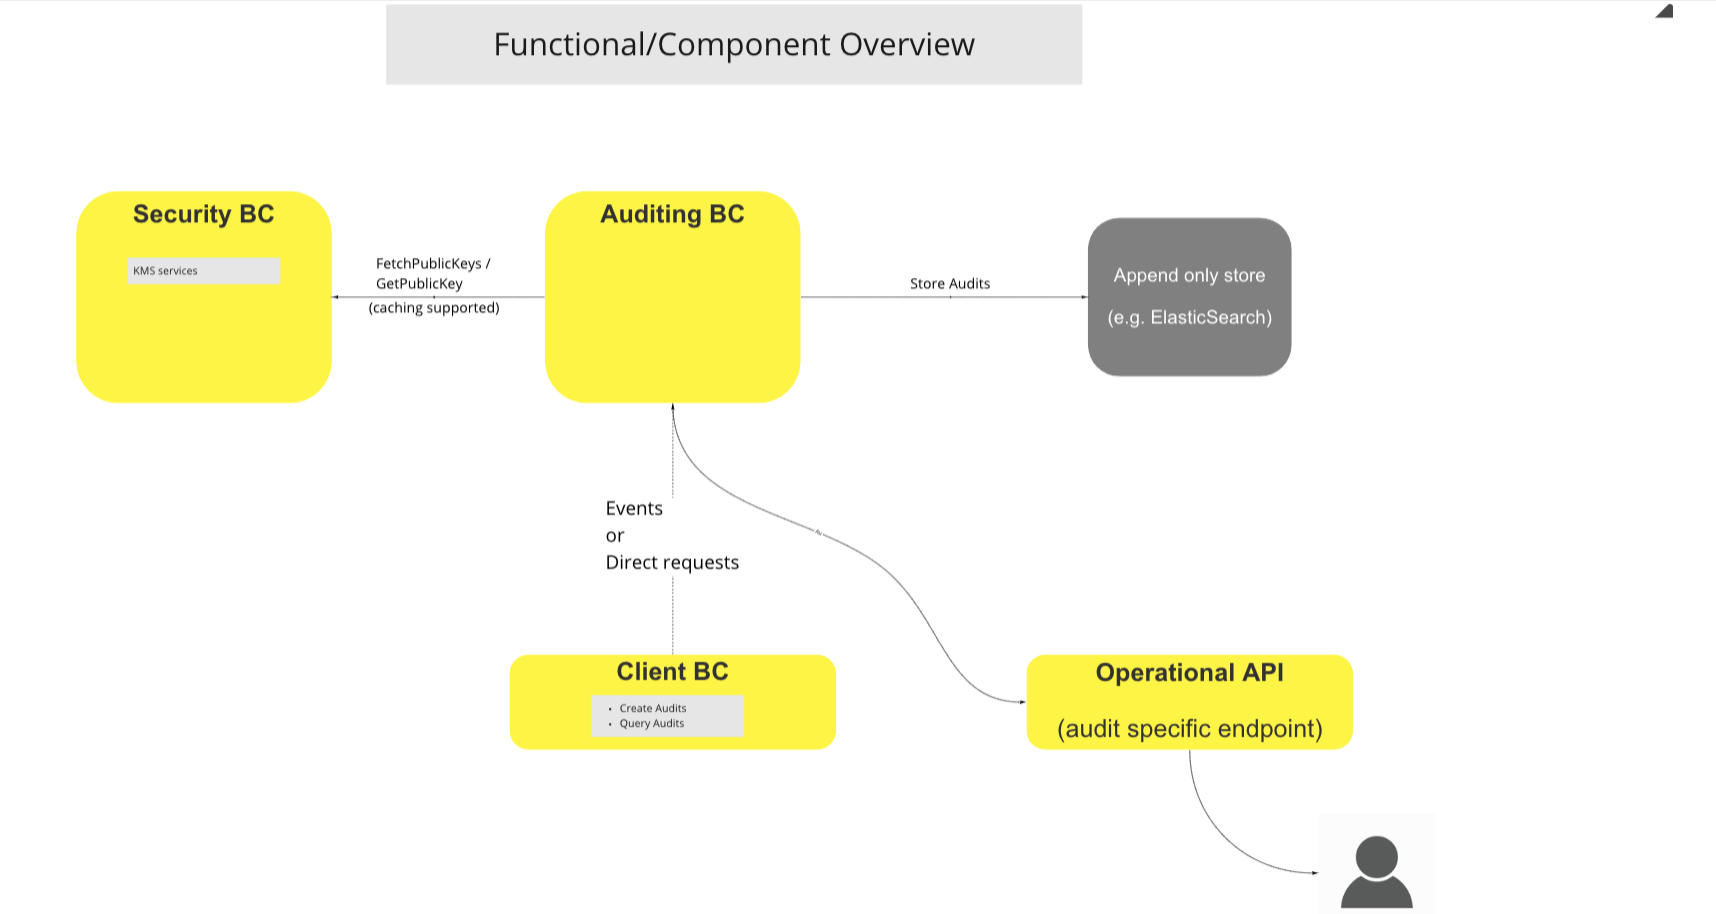 Functional/Component Overview
Security BC
KMS services
FetchPublicKeys /
GetPublicKey
(caching supported)
Auditing BC
Store Audits
Append only store
(e.g. ElasticSearch)
Events
or
Direct requests
Client BC
• Create Audits
• Query Audits
Operational API
(audit specific endpoint)